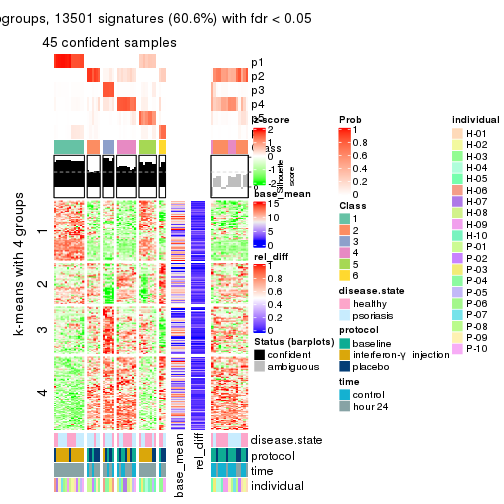 ogroups, 13501 signatures (60.6%) with fdr < 0.05
45 confident samples
p1
p2
p3
p4
p5
k-means with 4 groups
1
2
3
4
z-score
2
1
0
-1
-2
Silhouette score
base_mean
15
10
5
0
rel_diff
1
0.8
0.6
0.4
0.2
0
Status (barplots)
confident
ambiguous
Prob
1
0.8
0.6
0.4
0.2
0
Class
1
2
3
4
5
6
disease.state
healthy
psoriasis
protocol
baseline
interferon-γ injection
placebo
time
control
hour 24
individual
H-01
H-02
H-03
H-04
H-05
H-06
H-07
H-08
H-09
H-10
P-01
P-02
P-03
P-04
P-05
P-06
P-07
P-08
P-09
P-10
base_mean
rel_diff
disease.state
protocol
time
individual